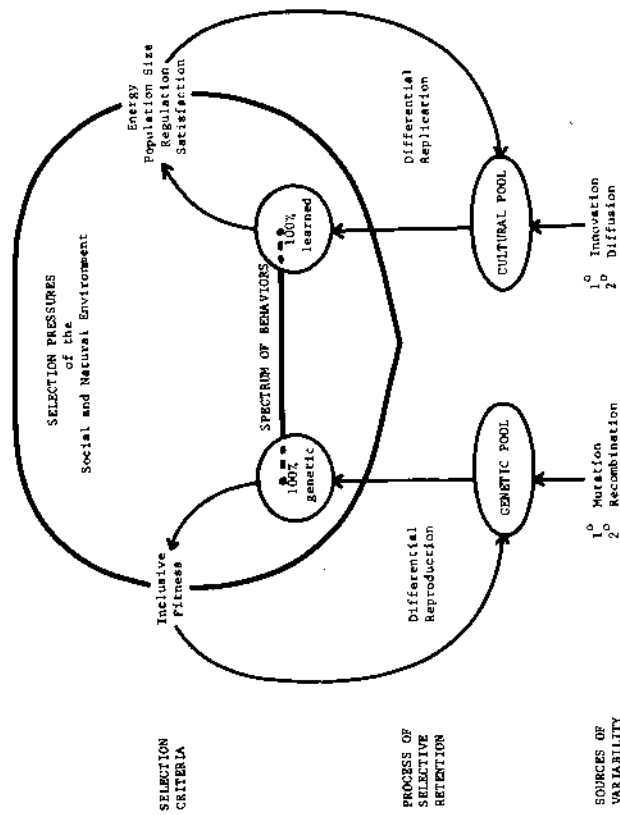 SELECTION PRESSURES
of the
Social and Natural Environment
SELECTION
CRITERIA
Inclusive
Fitness
Energy
Population Size
Regulation
Satisfaction
SPECTRUM OF BEHAVIORS
100%
genetic
100%
learned
PROCESS OF
SELECTIVE
RETENTION
Differential
Reproduction
Differential
Replication
GENETIC POOL
CULTURAL POOL
SOURCES OF
VARIABILITY
1° Mutation
2° Recombination
1° Innovation
2° Diffusion